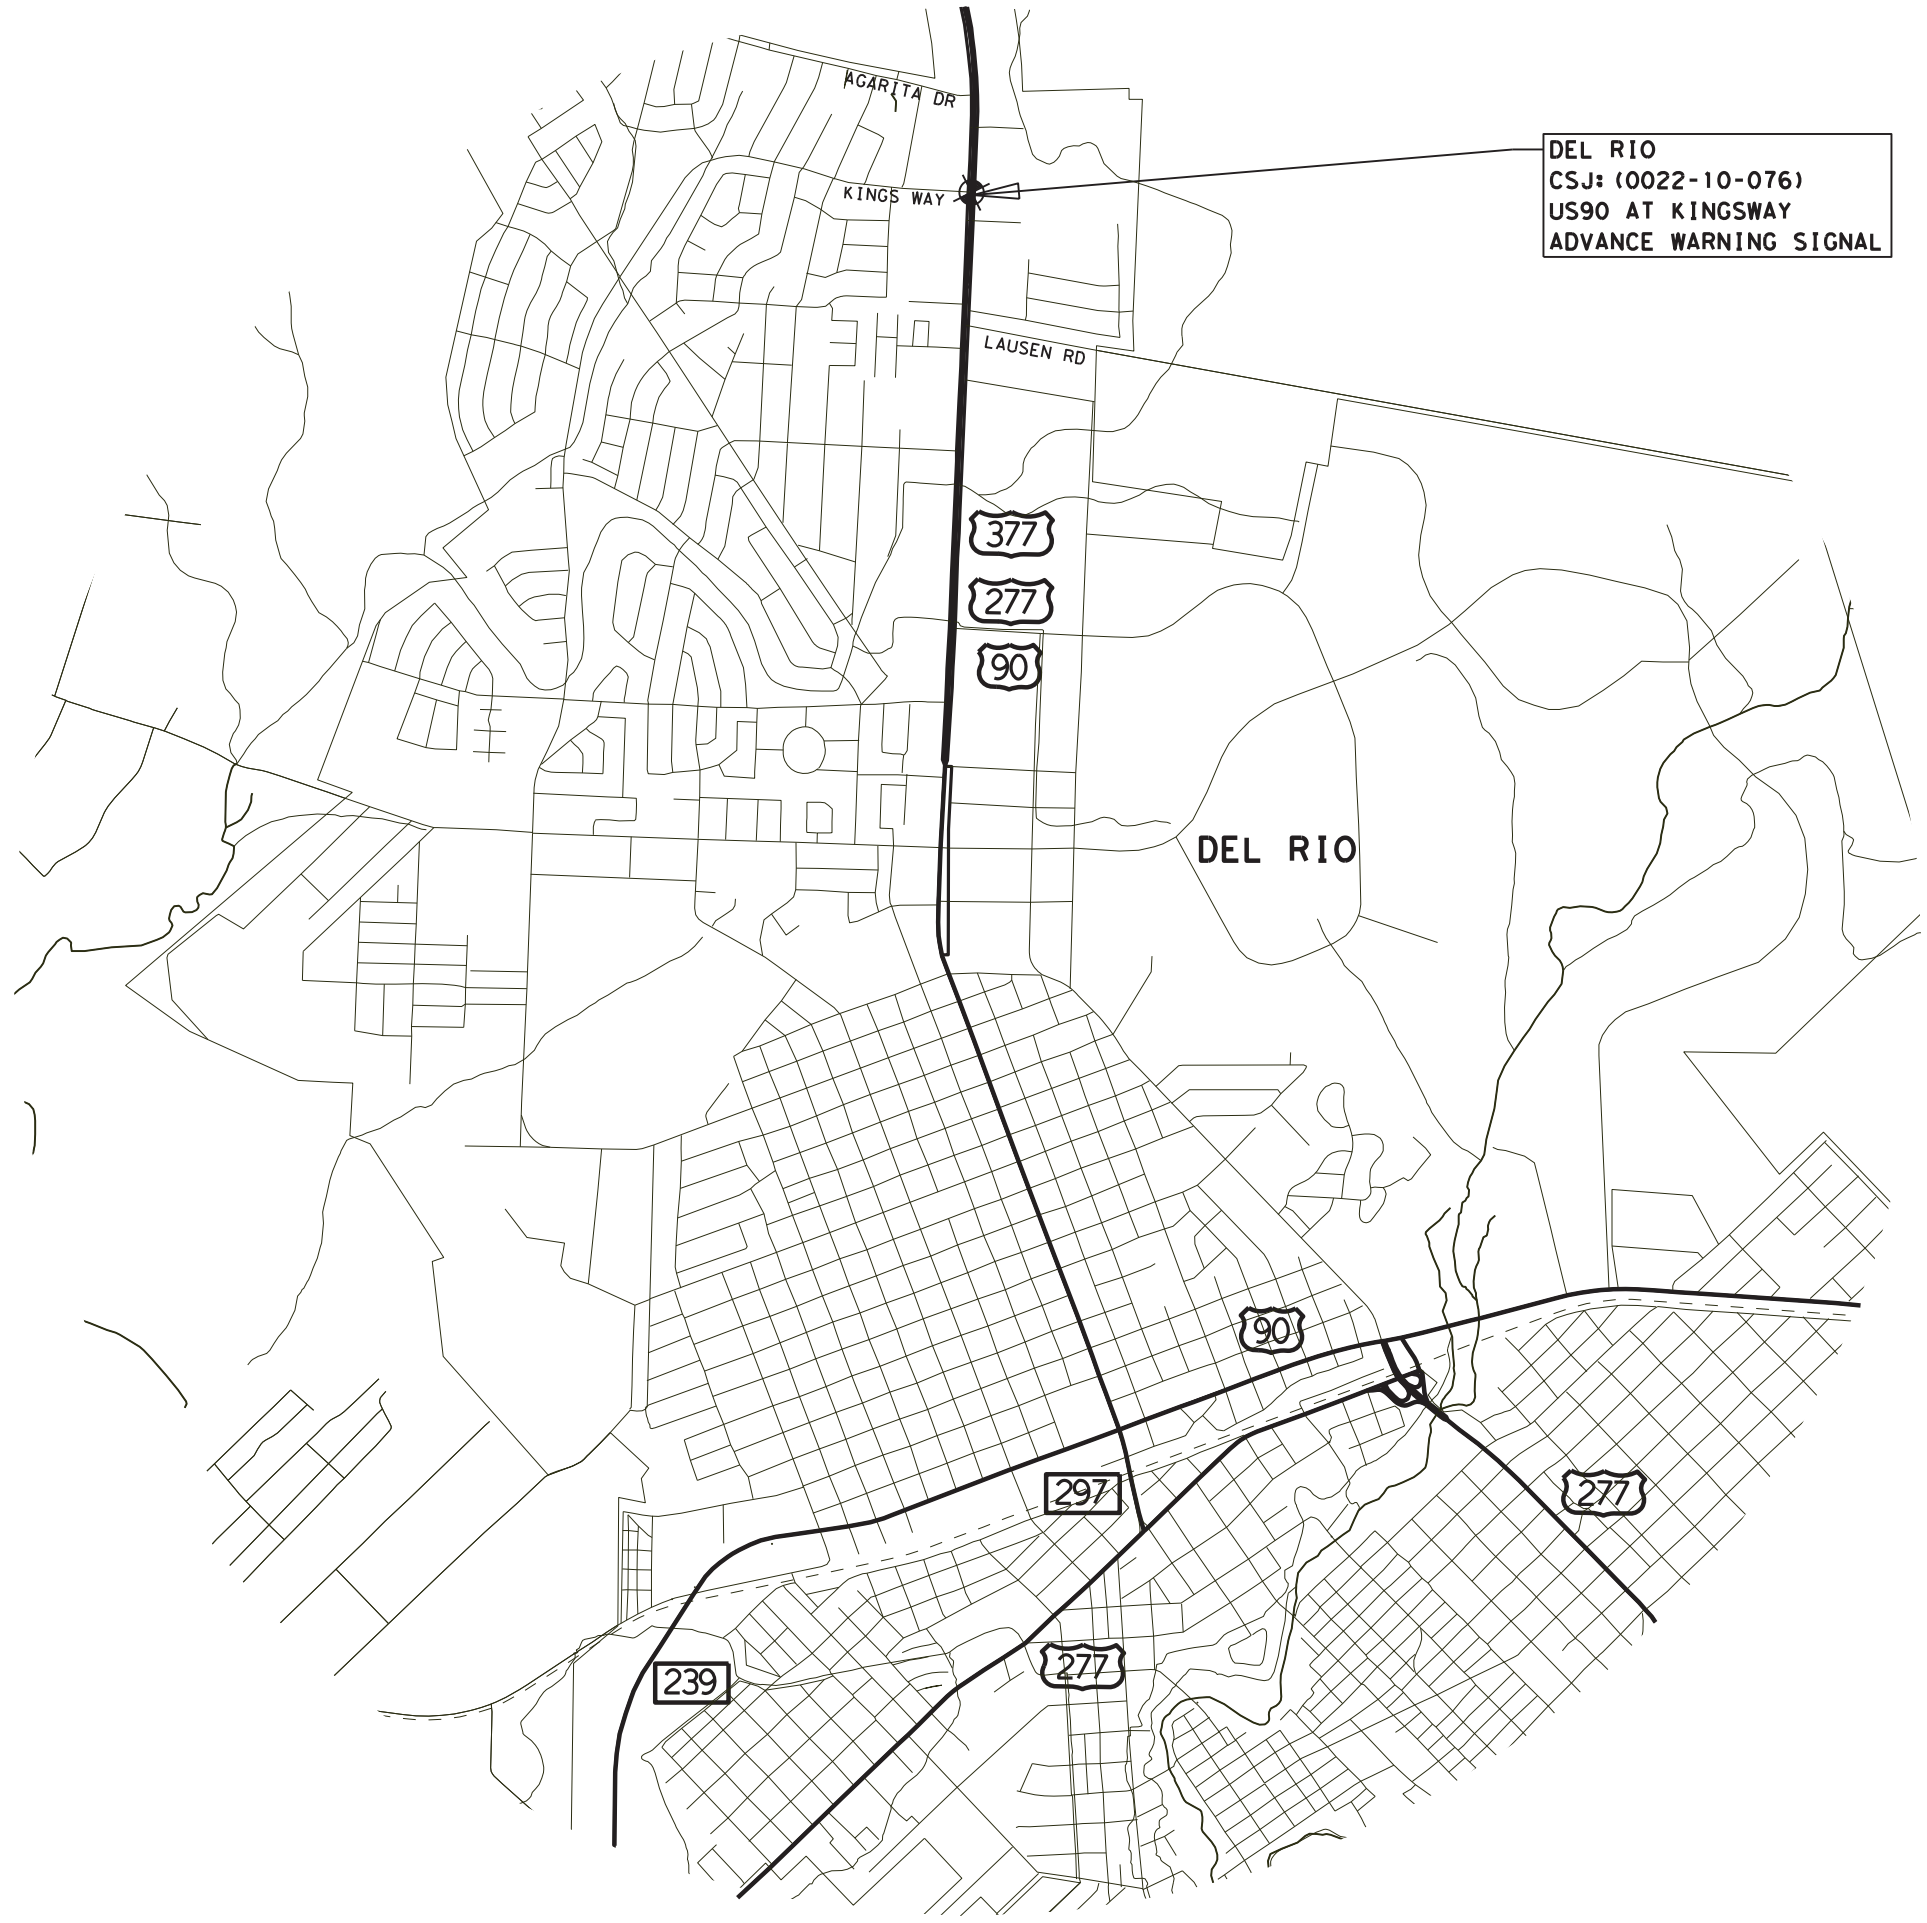 AGARITA DR
DEL RIO
CSJ: (0022-10-076)
US90 AT KINGSWAY
ADVANCE WARNING SIGNAL
KINGS WAY
LAUSEN RD
377
277
90
DEL RIO
90
297
277
277
239